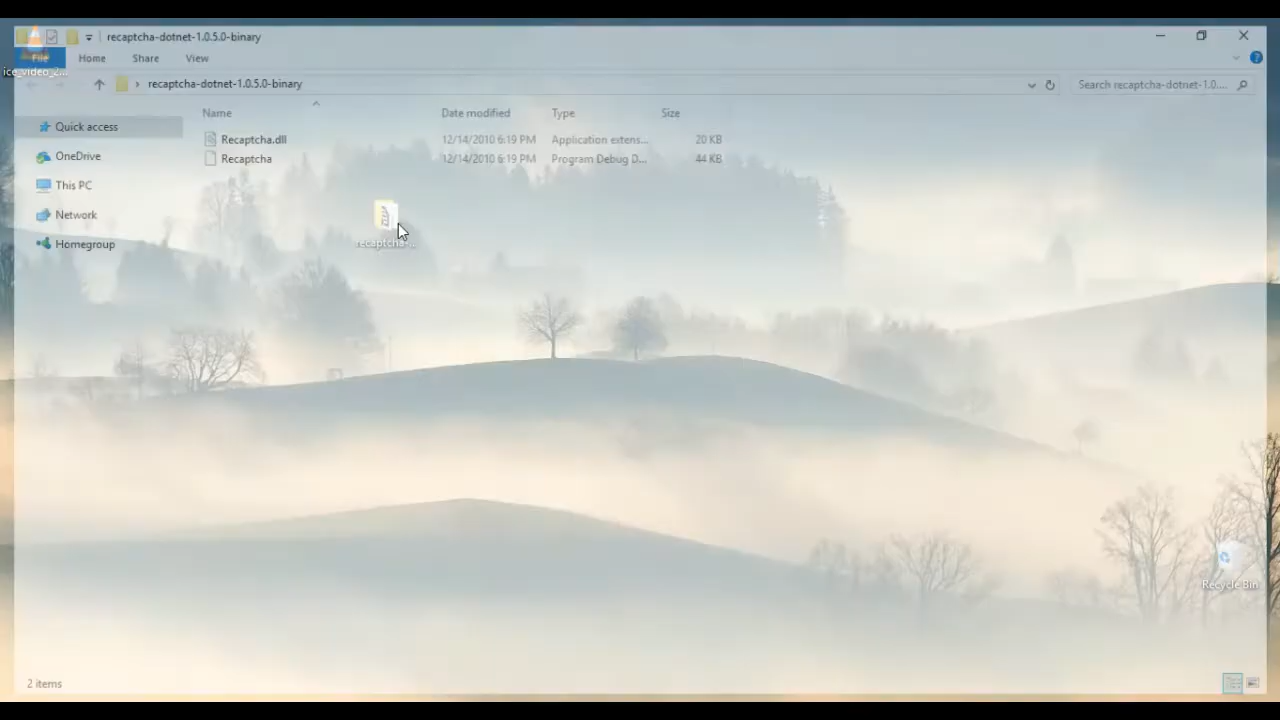 recaptcha-dotnet-1.0.5.0-binary
File Home Share View
ice_video_2...
recaptcha-dotnet-1.0.5.0-binary
Search recaptcha-dotnet-1.0....
Name Date modified Type Size
Quick access
Recaptcha.dll 12/14/2010 6:19 PM Application extens... 20 KB
OneDrive
Recaptcha 12/14/2010 6:19 PM Program Debug D... 44 KB
This PC
Network
recaptcha-...
Homegroup
Recycle Bin
2 items